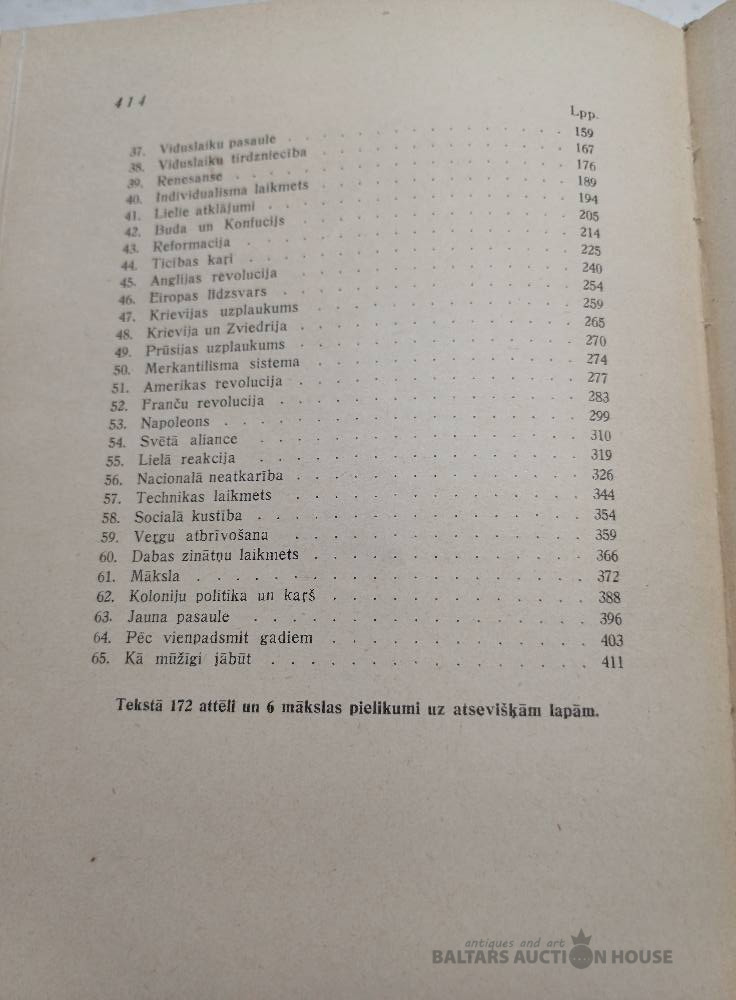 414
Lpp.
37. Viduslaiku pasaule . . . . . . . . . . . . 159
38. Viduslaiku tirdzniecība . . . . . . . . . . . . 167
39. Renesanse . . . . . . . . . . . . 176
40. Individualisma laikmets . . . . . . . . . . . . 189
41. Lielie atklājumi . . . . . . . . . . . . 194
42. Buda un Konfucijs . . . . . . . . . . . . 205
43. Reformacija . . . . . . . . . . . . 214
44. Ticības kari . . . . . . . . . . . . 225
45. Anglijas revolucija . . . . . . . . . . . . 240
46. Eiropas līdzsvars . . . . . . . . . . . . 254
47. Krievijas uzplaukums . . . . . . . . . . . . 259
48. Krievija un Zviedrija . . . . . . . . . . . . 265
49. Prūsijas uzplaukums . . . . . . . . . . . . 270
50. Merkantilisma sistema . . . . . . . . . . . . 274
51. Amerikas revolucija . . . . . . . . . . . . 277
52. Franču revolucija . . . . . . . . . . . . 283
53. Napoleons . . . . . . . . . . . . 299
54. Svētā aliance . . . . . . . . . . . . 310
55. Lielā reakcija . . . . . . . . . . . . 319
56. Nacionalā neatkarība . . . . . . . . . . . . 326
57. Technikas laikmets . . . . . . . . . . . . 344
58. Socialā kustība . . . . . . . . . . . . 354
59. Vergu atbrīvošana . . . . . . . . . . . . 359
60. Dabas zinātņu laikmets . . . . . . . . . . . . 366
61. Māksla . . . . . . . . . . . . 372
62. Koloniju politika un kaŗš . . . . . . . . . . . . 388
63. Jauna pasaule . . . . . . . . . . . . 396
64. Pēc vienpadsmit gadiem . . . . . . . . . . . . 403
65. Kā mūžīgi jābūt . . . . . . . . . . . . 411
Tekstā 172 attēli un 6 mākslas pielikumi uz atsevišķām lapām.
antiques and art
BALTARS AUCTION HOUSE